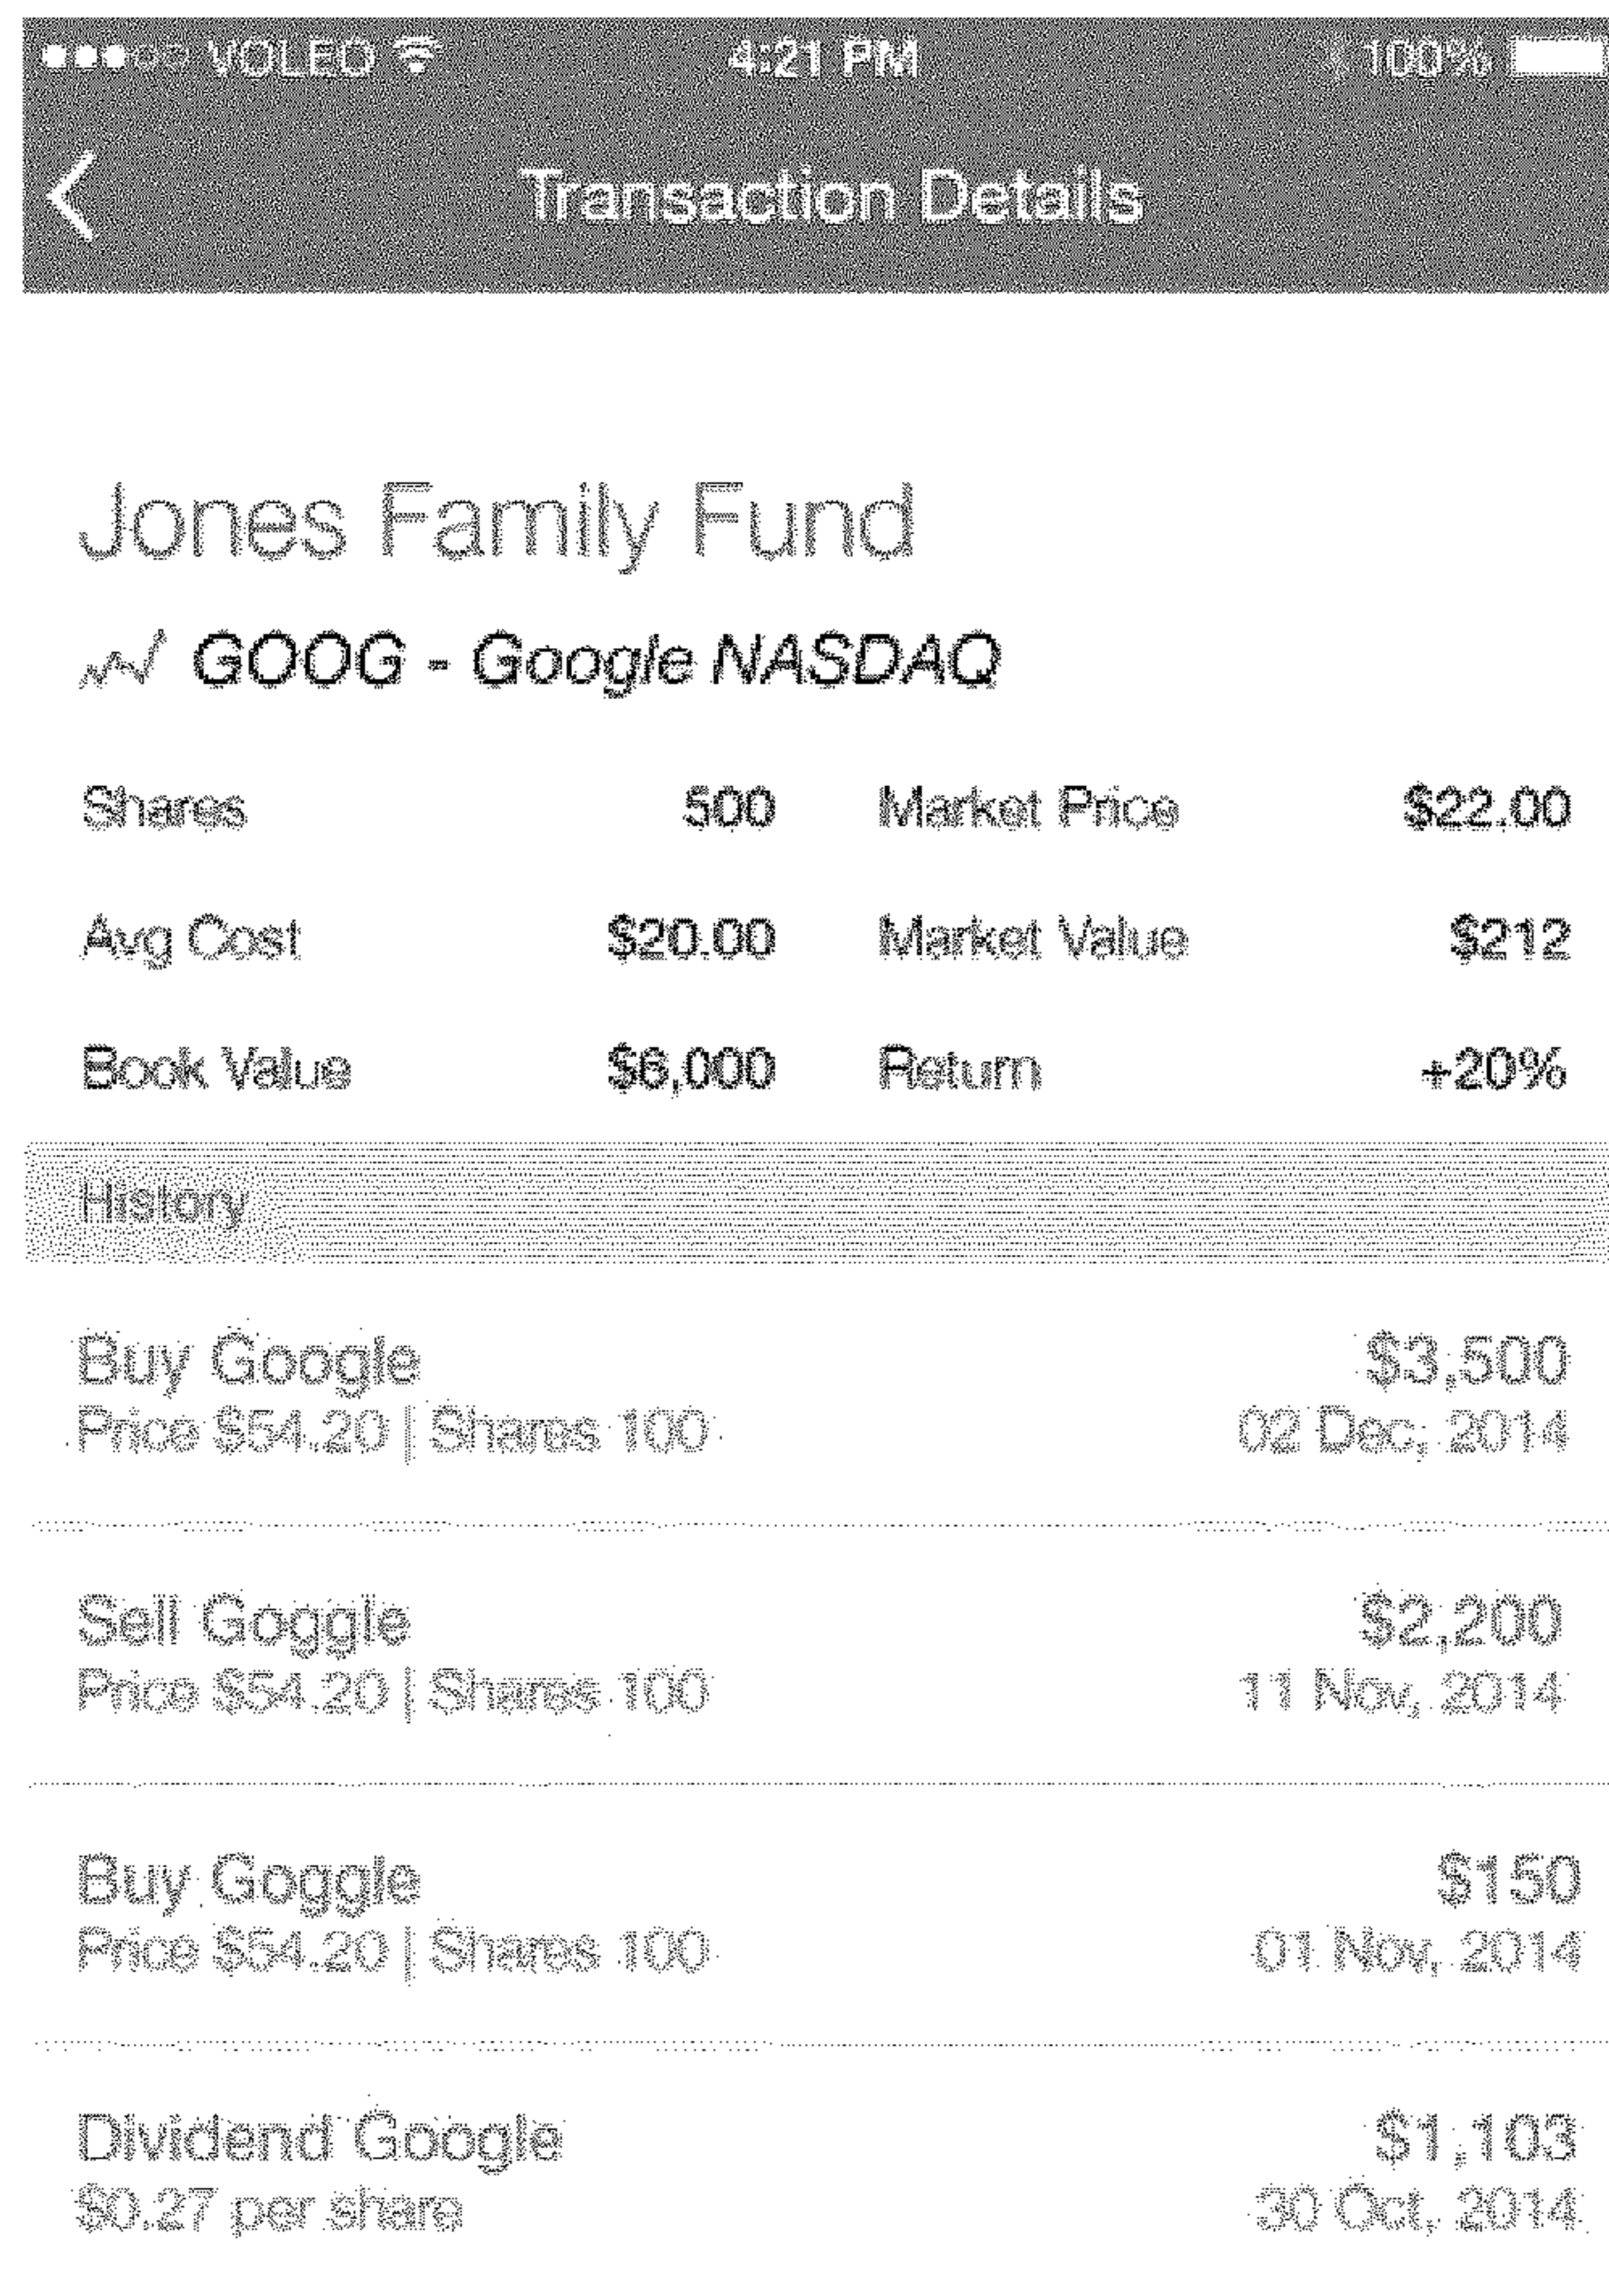 VOLEO 4:21 PM 100%
Transaction Details
Jones Family Fund
GOOG - Google NASDAQ
Shares 500 Market Price $22.00
Avg Cost $20.00 Market Value $212
Book Value $6,000 Return +20%
History
Buy Google $3,500
Price $54.20 | Shares 100 02 Dec, 2014
Sell Goggle $2,200
Price $54.20 | Shares 100 11 Nov, 2014
Buy Goggle $150
Price $54.20 | Shares 100 01 Nov, 2014
Dividend Google $1,103
$0.27 per share 30 Oct, 2014